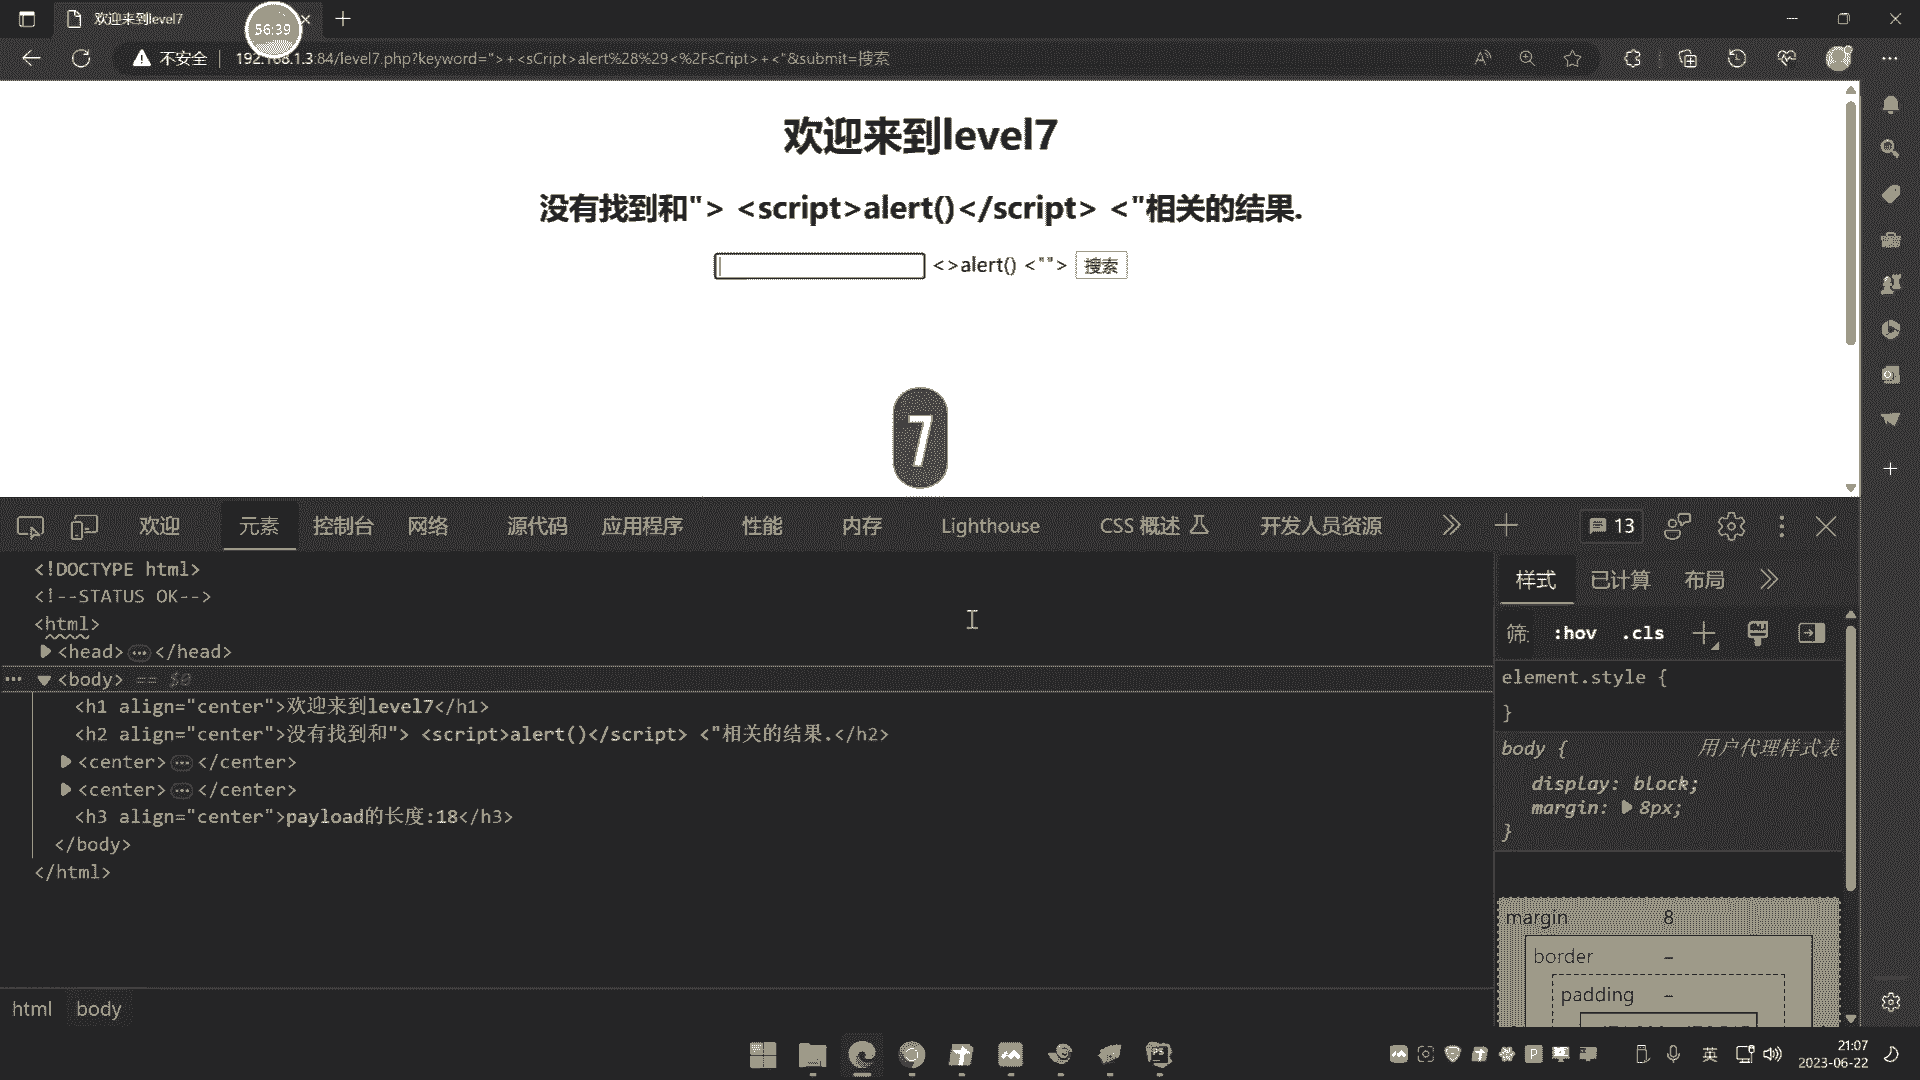 欢迎来到level7
56:39
不安全
192.168.1.3:84/level7.php?keyword=">+<sCript>alert%28%29<%2FsCript>+<"&submit=搜索
欢迎来到level7
没有找到和"> <script>alert()</script> <"相关的结果.
<>alert() <""> 搜索
7
欢迎 元素 控制台 网络 源代码 应用程序 性能 内存 Lighthouse CSS 概述 开发人员资源 13
<!DOCTYPE html>
<!--STATUS OK-->
<html>
<head> ⋯ </head>
<body> == $0
<h1 align="center">欢迎来到level7</h1>
<h2 align="center">没有找到和"> <script>alert()</script> <"相关的结果.</h2>
<center> ⋯ </center>
<center> ⋯ </center>
<h3 align="center">payload的长度:18</h3>
</body>
</html>
html body
样式 已计算 布局
筛 :hov .cls
element.style {
}
body { 用户代理样式表
display: block;
margin: 8px;
}
margin 8
border –
padding –
英
21:07
2023-06-22